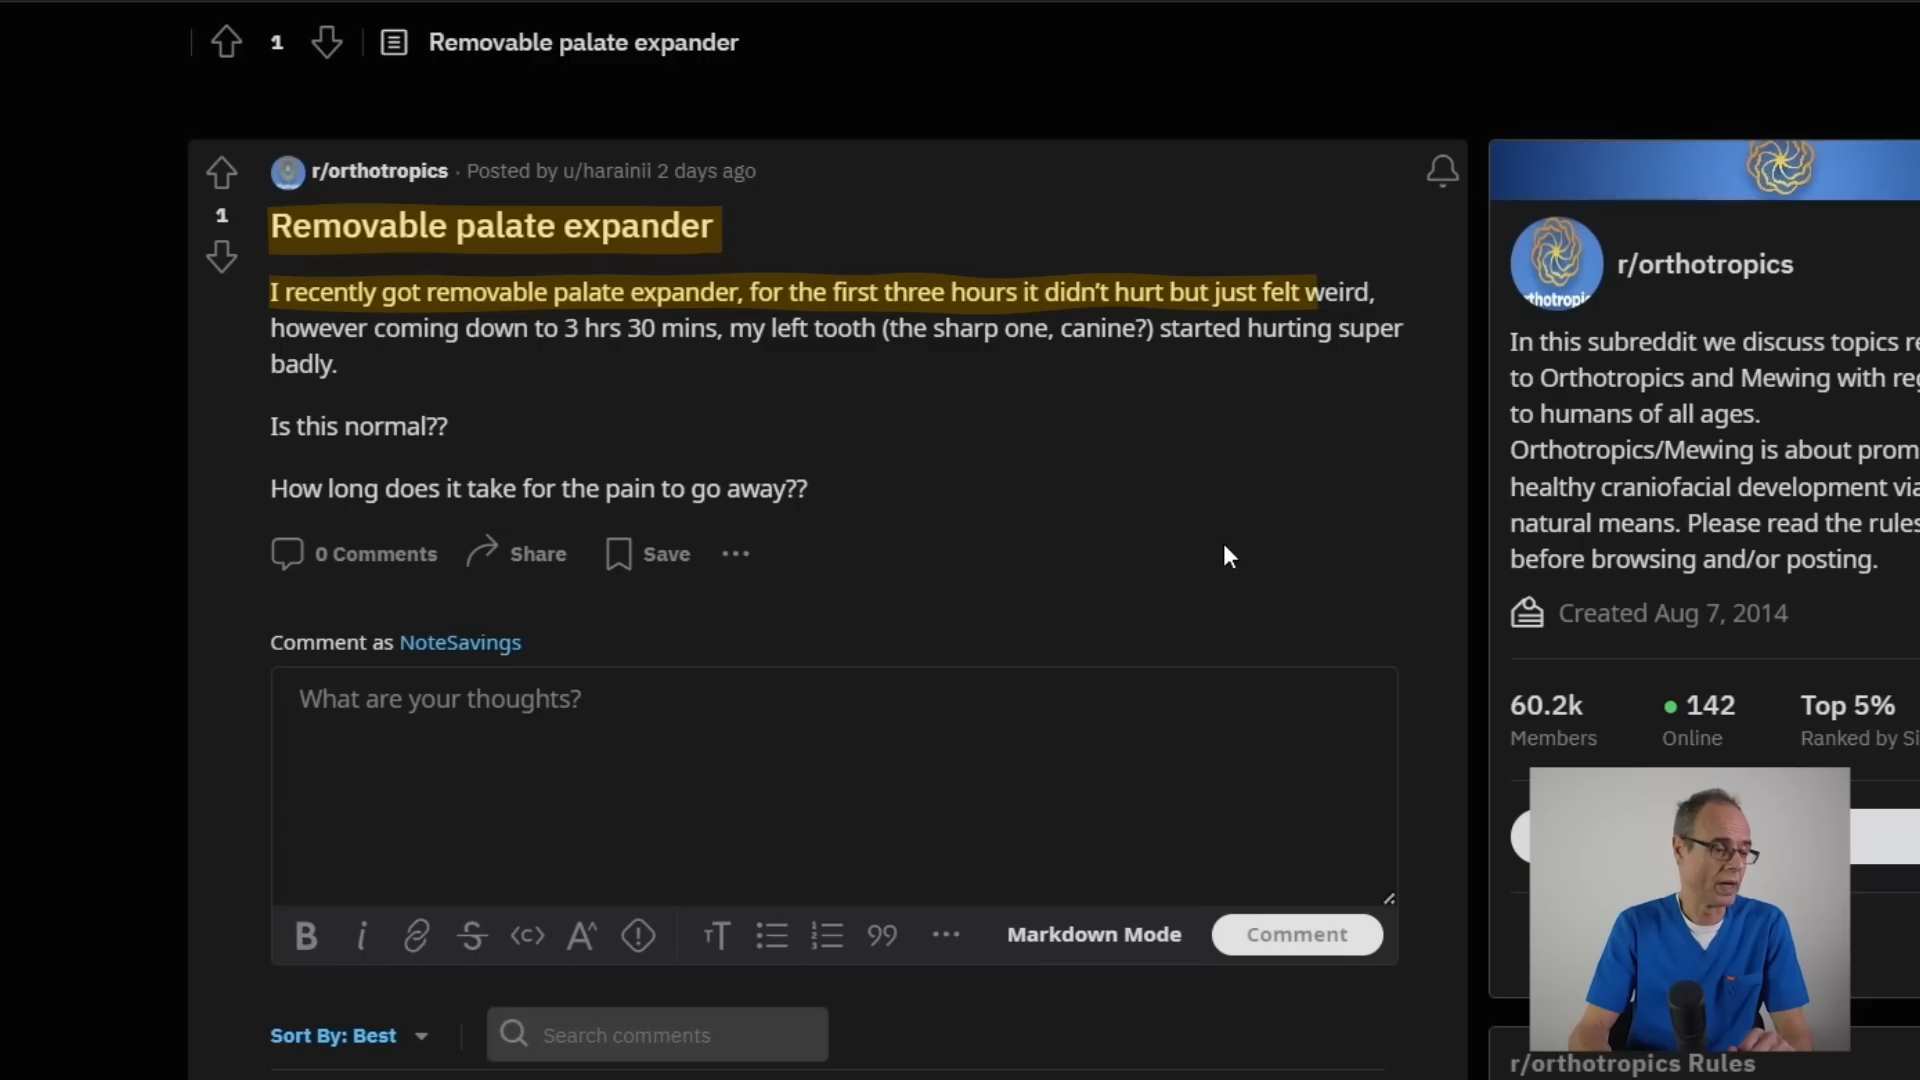 1
Removable palate expander
r/orthotropics · Posted by u/harainii 2 days ago
1
Removable palate expander
I recently got removable palate expander, for the first three hours it didn’t hurt but just felt weird,
however coming down to 3 hrs 30 mins, my left tooth (the sharp one, canine?) started hurting super
badly.
Is this normal??
How long does it take for the pain to go away??
0 Comments
Share
Save
Comment as NoteSavings
What are your thoughts?
Markdown Mode
Comment
Sort By: Best
Search comments
r/orthotropics
In this subreddit we discuss topics
to Orthotropics and Mewing with
to humans of all ages.
Orthotropics/Mewing is about
healthy craniofacial development
natural means. Please read the rules
before browsing and/or posting.
Created Aug 7, 2014
60.2k
142
Top 5%
Members
Online
Ranked by
r/orthotropics Rules